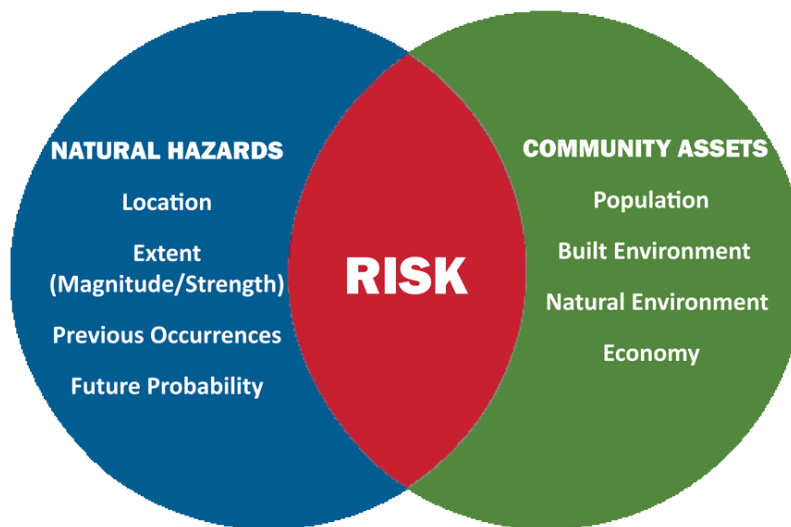 NATURAL HAZARDS
Location
Extent
(Magnitude/Strength)
Previous Occurrences
Future Probability
RISK
COMMUNITY ASSETS
Population
Built Environment
Natural Environment
Economy